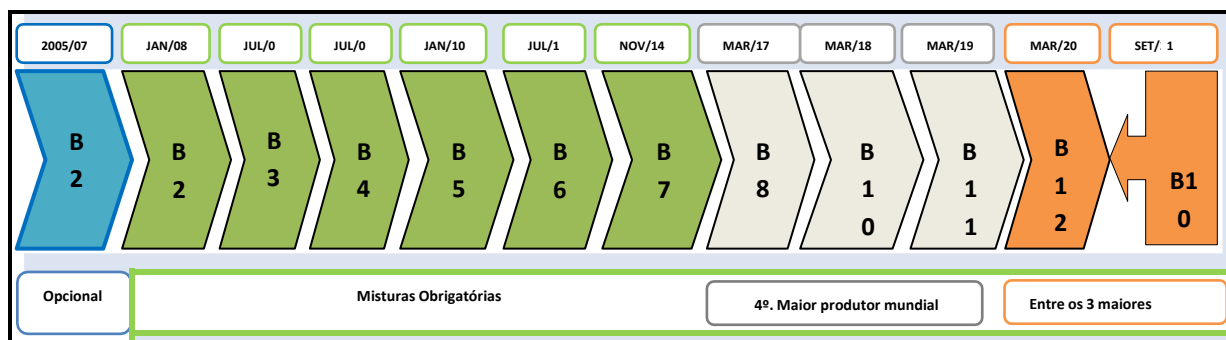 2005/07 JAN/08 JUL/0 JUL/0 JAN/10 JUL/1 NOV/14 MAR/17 MAR/18 MAR/19 MAR/20 SET/ 1
B
2
B
2
B
3
B
4
B
5
B
6
B
7
B
8
B
1
0
B
1
1
B
1
2
B1
0
Opcional
Misturas Obrigatórias
4º. Maior produtor mundial
Entre os 3 maiores